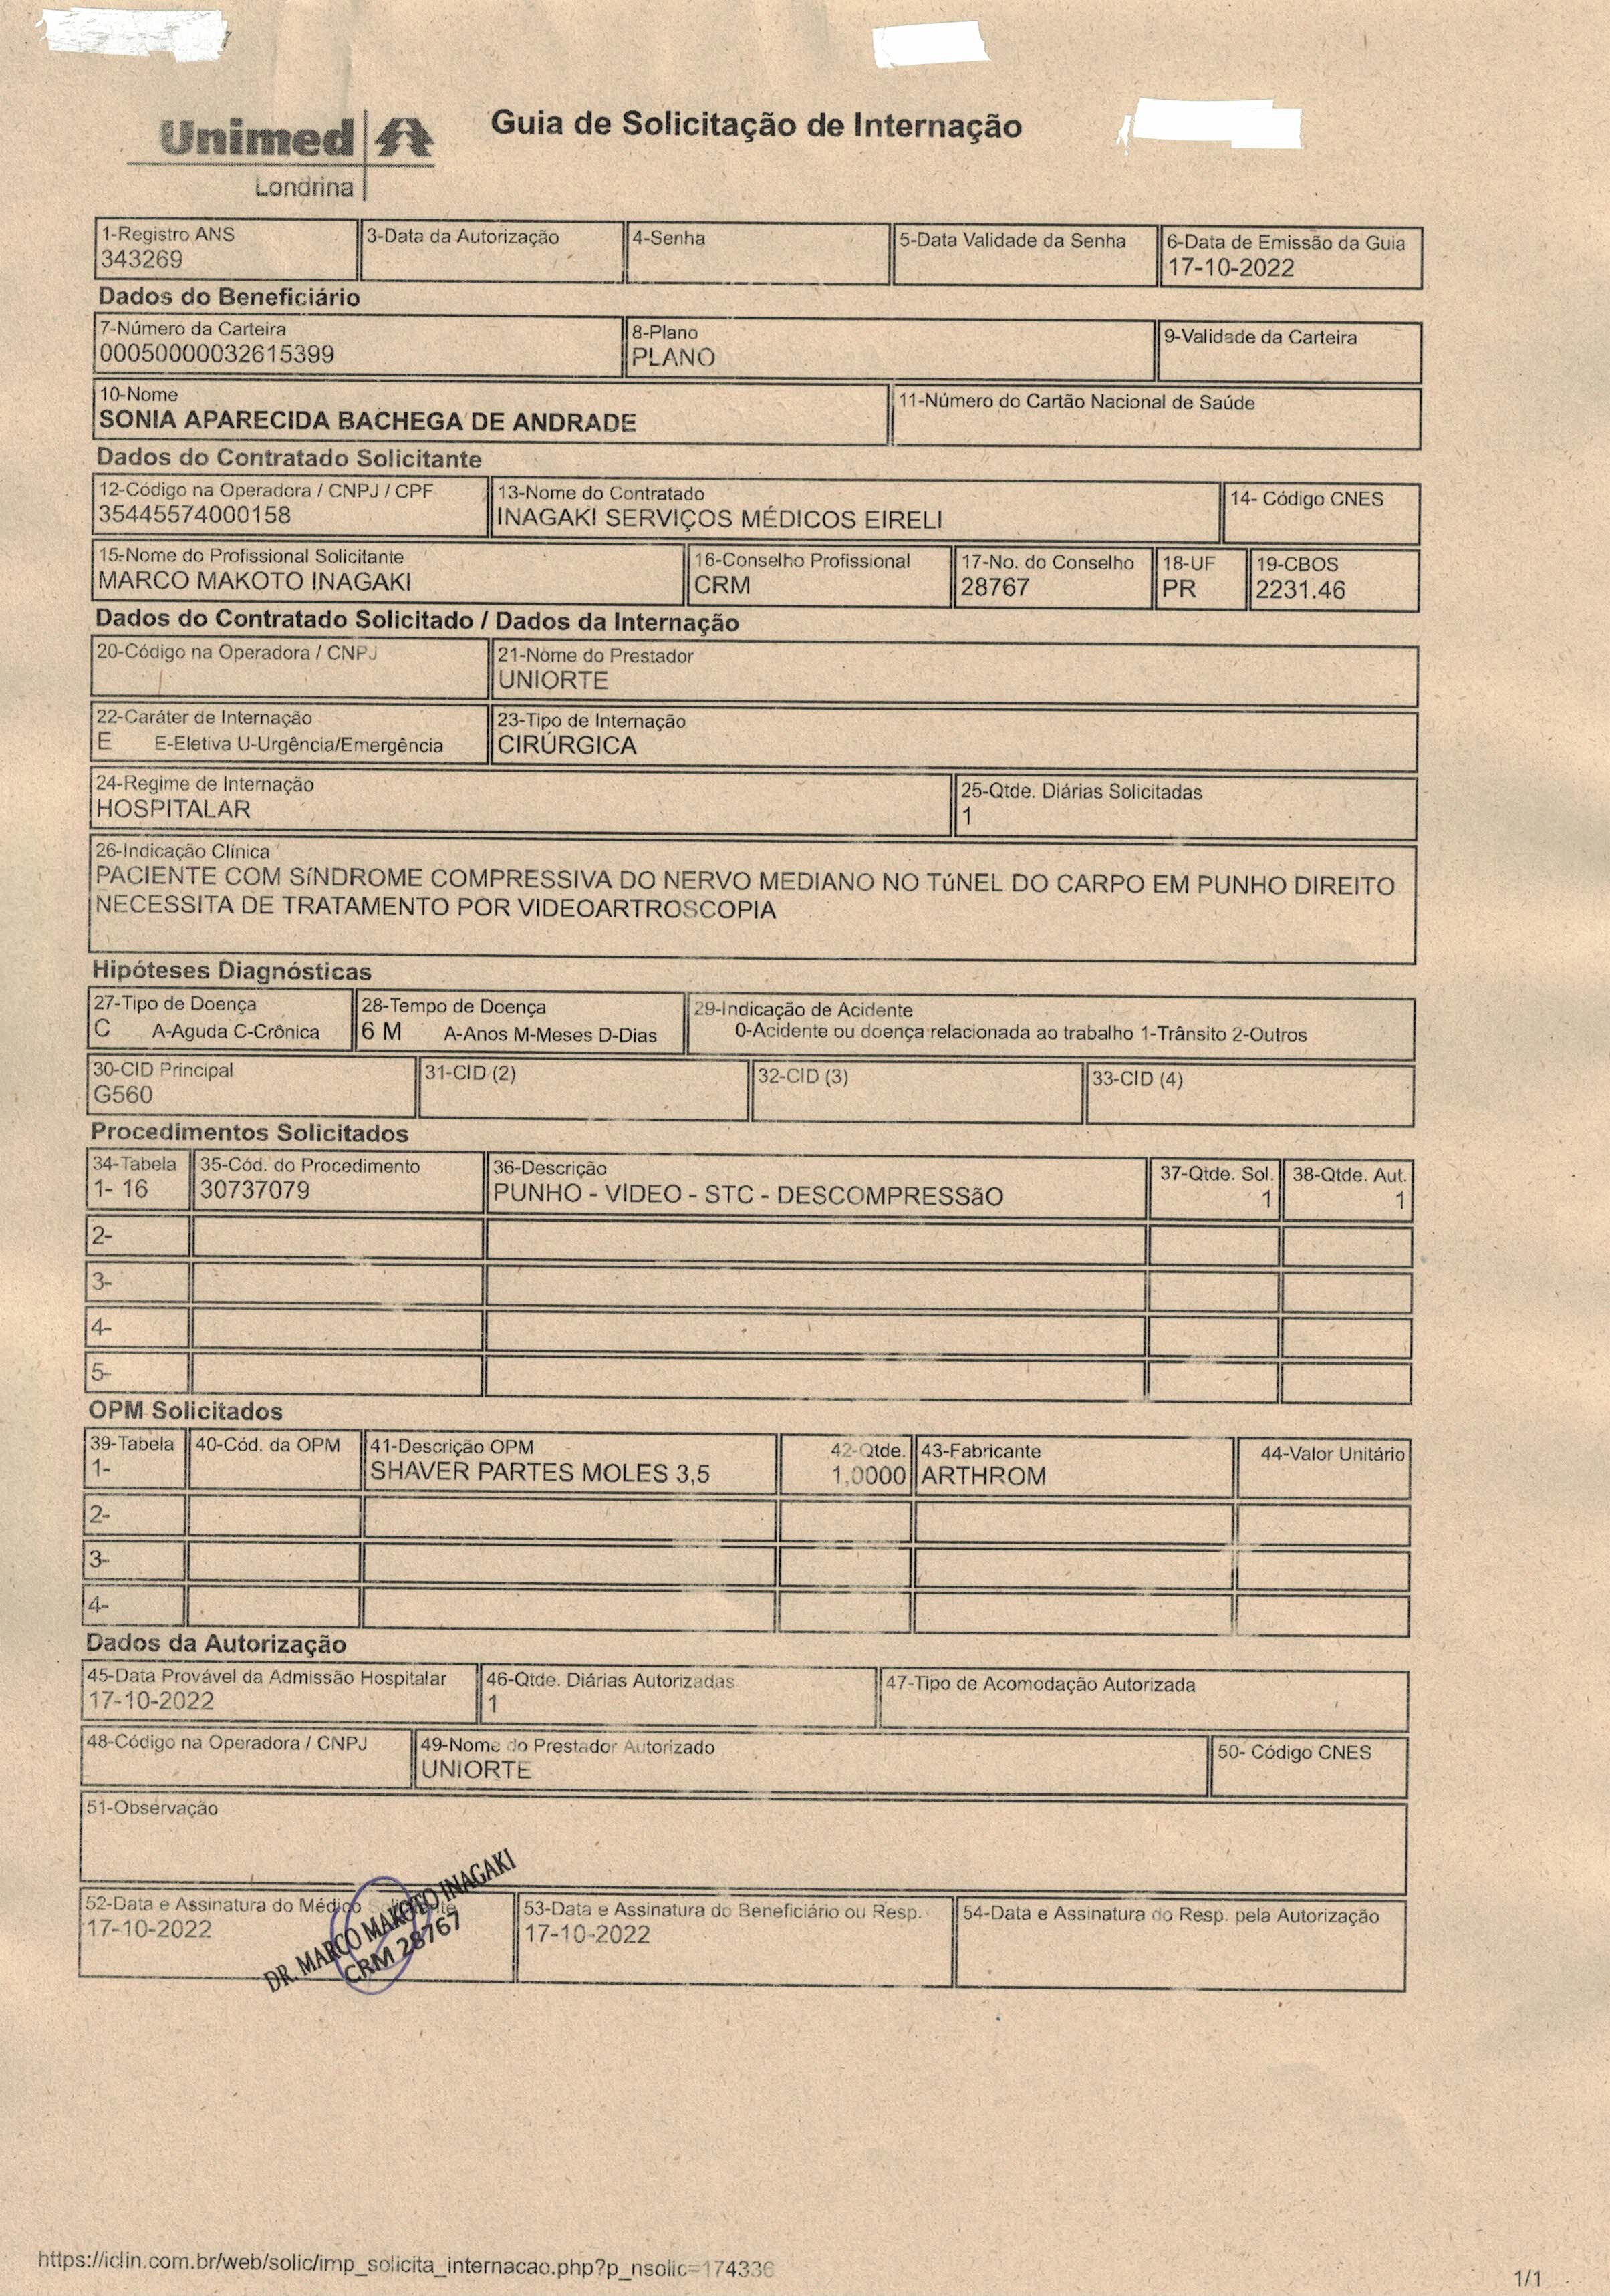 Unimed
Londrina
Guia de Solicitação de Internação
1-Registro ANS
343269
3-Data da Autorização
4-Senha
5-Data Validade da Senha
6-Data de Emissão da Guia
17-10-2022
Dados do Beneficiário
7-Número da Carteira
00050000032615399
8-Plano
PLANO
9-Validade da Carteira
10-Nome
SONIA APARECIDA BACHEGA DE ANDRADE
11-Número do Cartão Nacional de Saúde
Dados do Contratado Solicitante
12-Código na Operadora / CNPJ / CPF
35445574000158
13-Nome do Contratado
INAGAKI SERVIÇOS MÉDICOS EIRELI
14- Código CNES
15-Nome do Profissional Solicitante
MARCO MAKOTO INAGAKI
16-Conselho Profissional
CRM
17-No. do Conselho
28767
18-UF
PR
19-CBOS
2231.46
Dados do Contratado Solicitado / Dados da Internação
20-Código na Operadora / CNPJ
21-Nome do Prestador
UNIORTE
22-Caráter de Internação
E E-Eletiva U-Urgência/Emergência
23-Tipo de Internação
CIRÚRGICA
24-Regime de Internação
HOSPITALAR
25-Qtde. Diárias Solicitadas
1
26-Indicação Clínica
PACIENTE COM SíNDROME COMPRESSIVA DO NERVO MEDIANO NO TúNEL DO CARPO EM PUNHO DIREITO
NECESSITA DE TRATAMENTO POR VIDEOARTROSCOPIA
Hipóteses Diagnósticas
27-Tipo de Doença
C A-Aguda C-Crônica
28-Tempo de Doença
6 M A-Anos M-Meses D-Dias
29-Indicação de Acidente
0-Acidente ou doença relacionada ao trabalho 1-Trânsito 2-Outros
30-CID Principal
G560
31-CID (2)
32-CID (3)
33-CID (4)
Procedimentos Solicitados
34-Tabela
1- 16
35-Cód. do Procedimento
30737079
36-Descrição
PUNHO - VIDEO - STC - DESCOMPRESSãO
37-Qtde. Sol.
1
38-Qtde. Aut.
1
2-
3-
4-
5-
OPM Solicitados
39-Tabela
1-
40-Cód. da OPM
41-Descrição OPM
SHAVER PARTES MOLES 3,5
42-Qtde.
1,0000
43-Fabricante
ARTHROM
44-Valor Unitário
2-
3-
4-
Dados da Autorização
45-Data Provável da Admissão Hospitalar
17-10-2022
46-Qtde. Diárias Autorizadas
1
47-Tipo de Acomodação Autorizada
48-Código na Operadora / CNPJ
49-Nome do Prestador Autorizado
UNIORTE
50- Código CNES
51-Observação
52-Data e Assinatura do Médico
17-10-2022
DR. MARCO MAKOTO INAGAKI
CRM 28767
53-Data e Assinatura do Beneficiário ou Resp.
17-10-2022
54-Data e Assinatura do Resp. pela Autorização
https://iclin.com.br/web/solic/imp_solicita_internacao.php?p_nsolic=174336
1/1